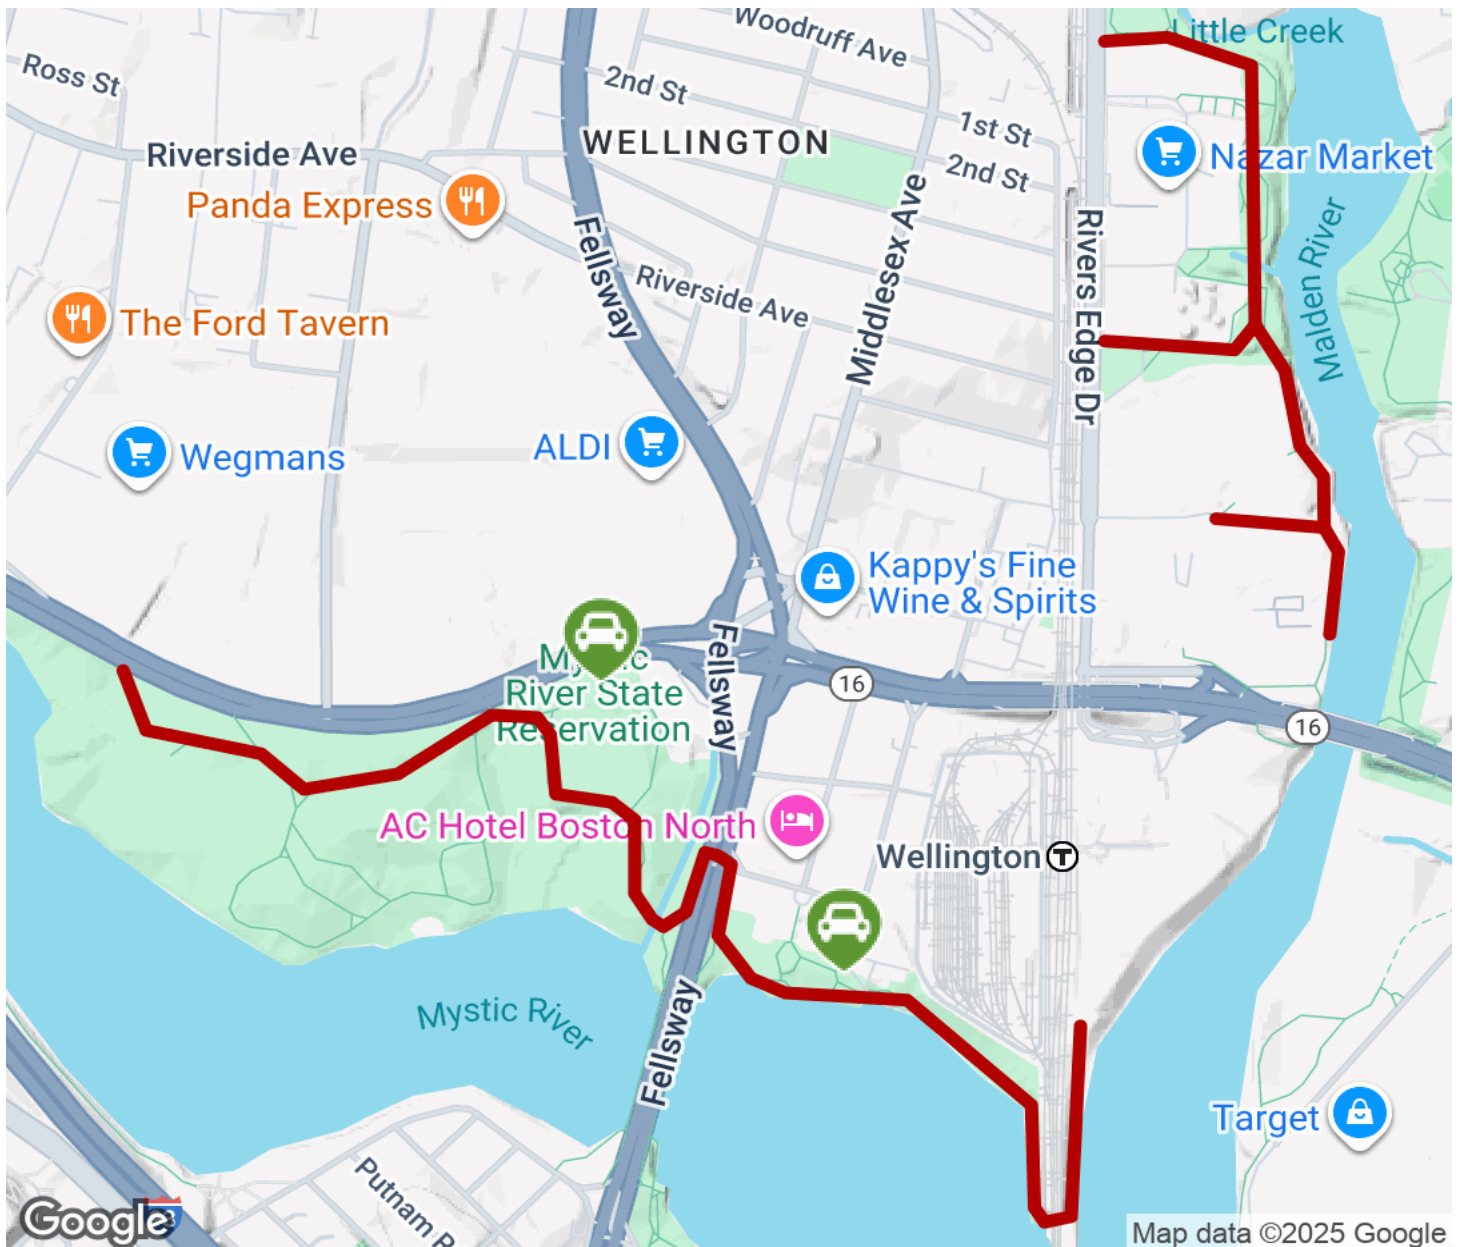 Woodruff Ave
Little Creek
Ross St
2nd St
1st St
WELLINGTON
Riverside Ave
Nazar Market
2nd St
Panda Express
Fellsway
Middlesex Ave
Rivers Edge Dr
Malden River
Riverside Ave
The Ford Tavern
ALDI
Wegmans
Kappy's Fine
Wine & Spirits
Fellsway
Mystic
River State
Reservation
16
16
AC Hotel Boston North
Wellington
T
Mystic River
Fellsway
Target
Putnam R
Google
Map data ©2025 Google